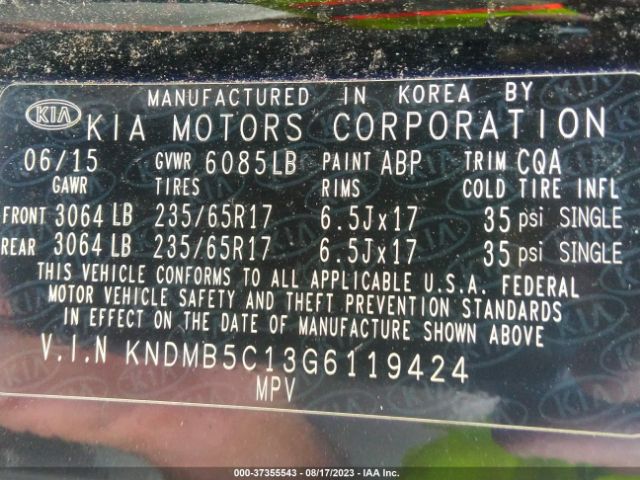 MANUFACTURED IN KOREA BY
KIA KIA MOTORS CORPORATION
06/15 GVWR 6085LB PAINT ABP TRIM CQA
GAWR TIRES RIMS COLD TIRE INFL
FRONT 3064 LB 235/65R17 6.5Jx17 35 psi SINGLE
REAR 3064 LB 235/65R17 6.5Jx17 35 psi SINGLE
THIS VEHICLE CONFORMS TO ALL APPLICABLE U.S.A. FEDERAL
MOTOR VEHICLE SAFETY AND THEFT PREVENTION STANDARDS
IN EFFECT ON THE DATE OF MANUFACTURE SHOWN ABOVE
V.I.N KNDMB5C13G6119424
MPV
000-37355543 - 08/17/2023 - IAA Inc.